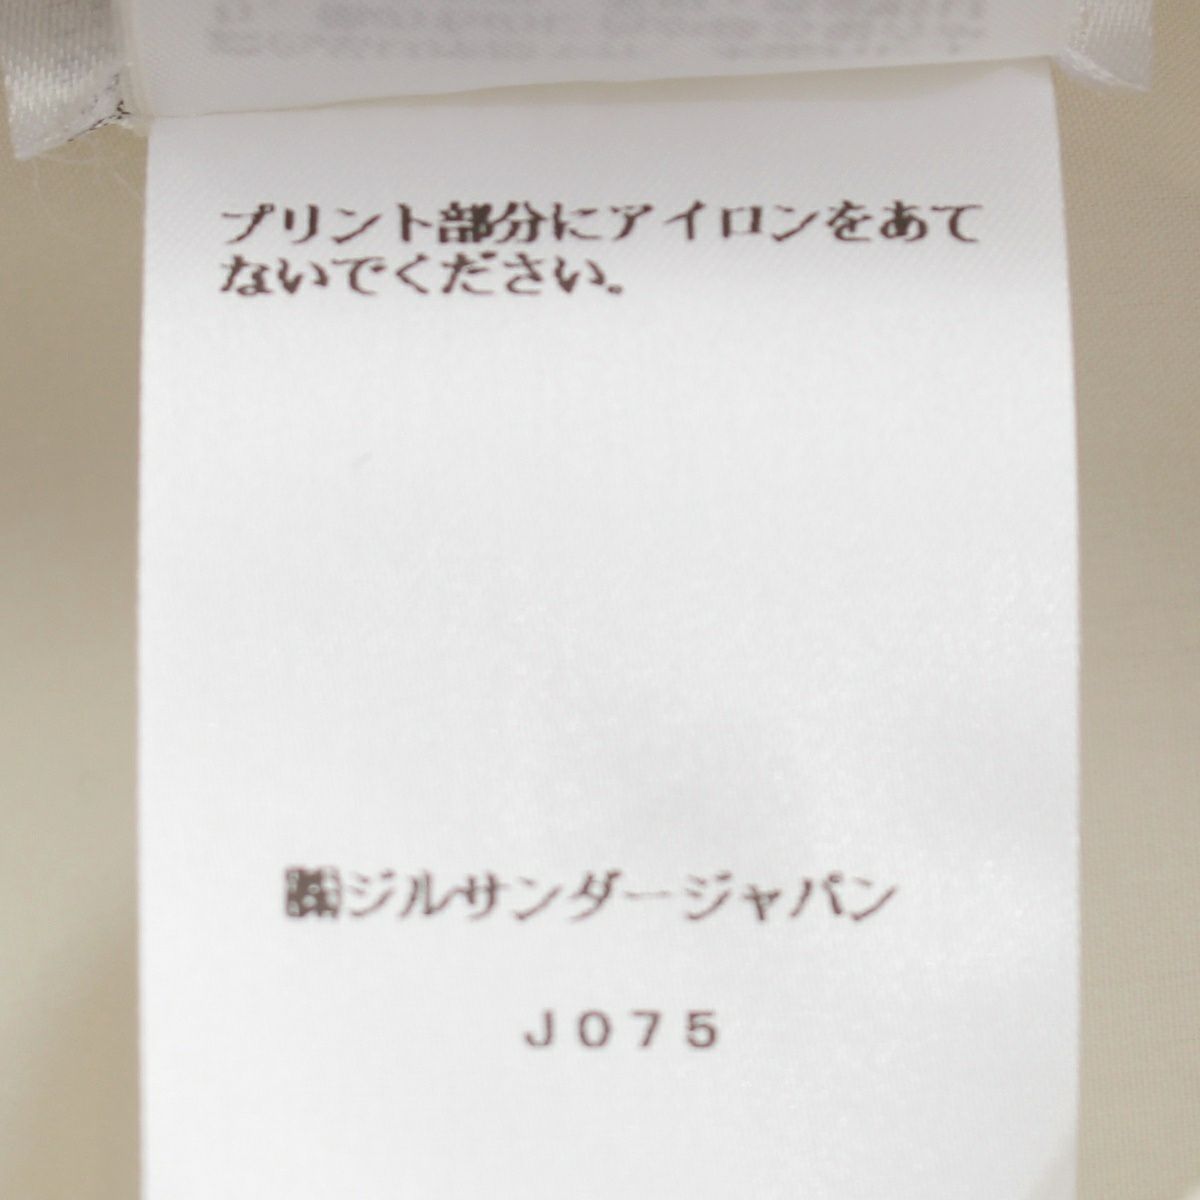 プリント部分にアイロンをあて
ないでください。
㈱ジルサンダージャパン
J075